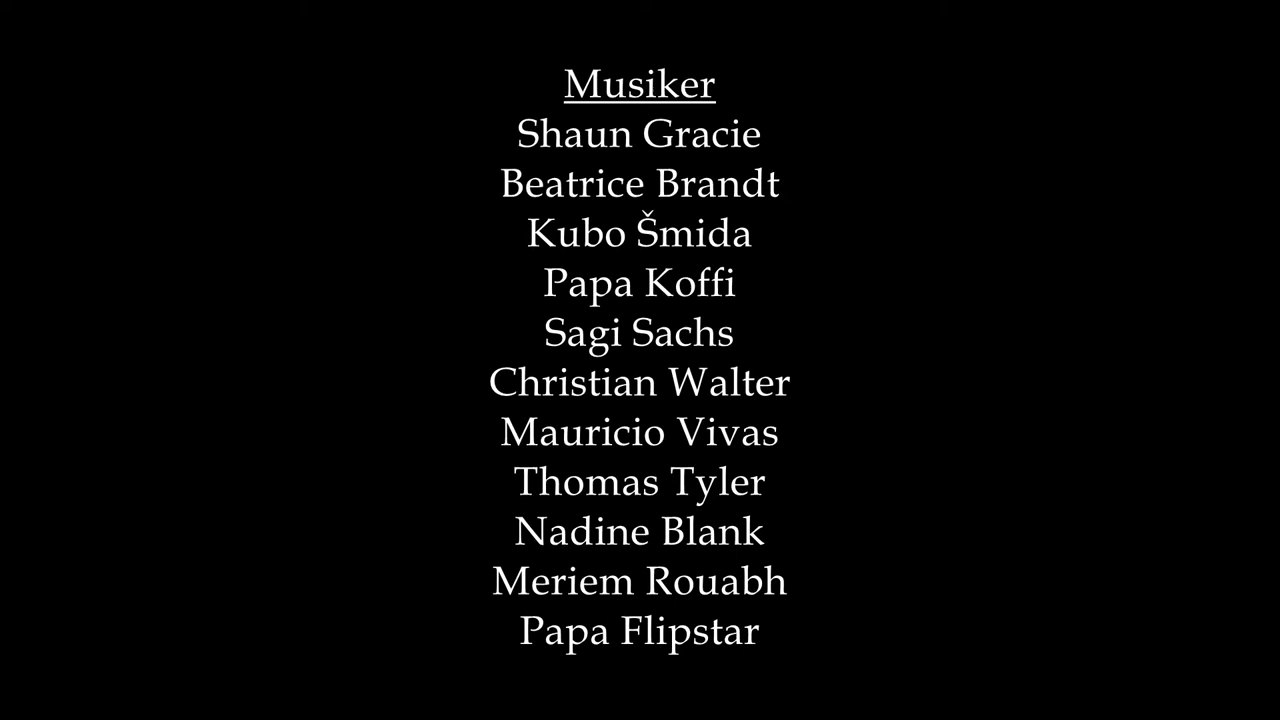 Musiker
Shaun Gracie
Beatrice Brandt
Kubo Šmida
Papa Koffi
Sagi Sachs
Christian Walter
Mauricio Vivas
Thomas Tyler
Nadine Blank
Meriem Rouabh
Papa Flipstar